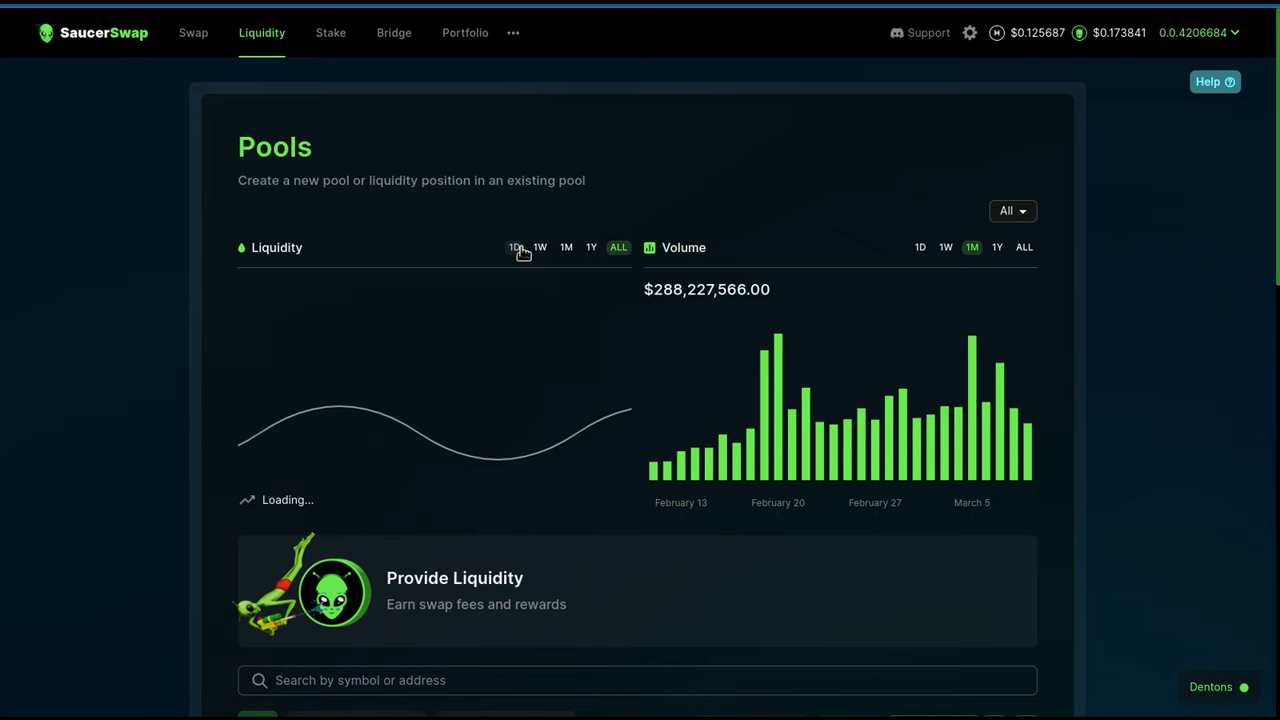 SaucerSwap Swap Liquidity Stake Bridge Portfolio ••• Support $0.125687 $0.173841 0.0.4206684
Help
Pools
Create a new pool or liquidity position in an existing pool
All
Liquidity 1D 1W 1M 1Y ALL
Volume 1D 1W 1M 1Y ALL
$288,227,566.00
Loading...
February 13 February 20 February 27 March 5
Provide Liquidity
Earn swap fees and rewards
Search by symbol or address
Dentons